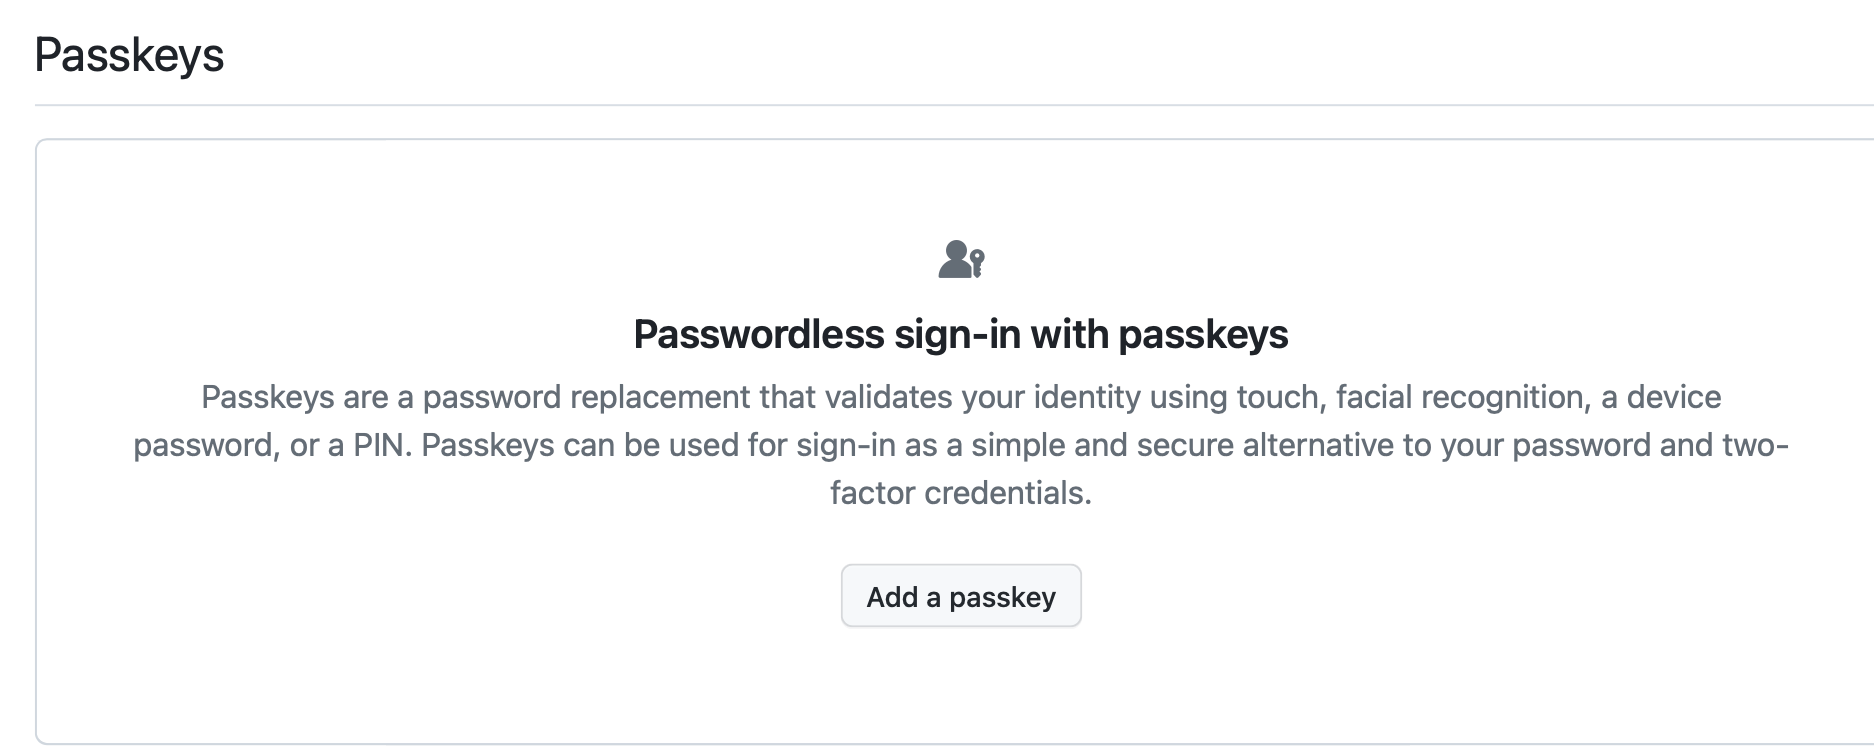 Passkeys
Passwordless sign-in with passkeys
Passkeys are a password replacement that validates your identity using touch, facial recognition, a device
password, or a PIN. Passkeys can be used for sign-in as a simple and secure alternative to your password and two-
factor credentials.
Add a passkey